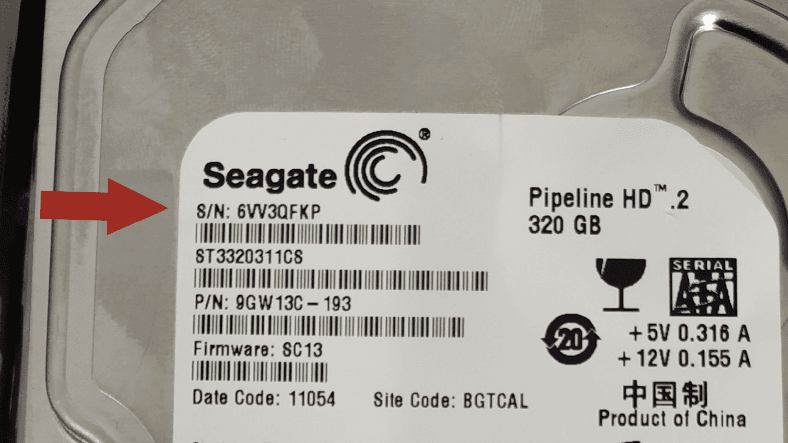 Seagate®
S/N: 6VV3QFKP
ST3320311CS
P/N: 9GW13C-193
Firmware: SC13
Date Code: 11054 Site Code: BGTCAL
Pipeline HD™.2
320 GB
SERIAL
ATA
20
+5V 0.316 A
+12V 0.155 A
中国制
Product of China